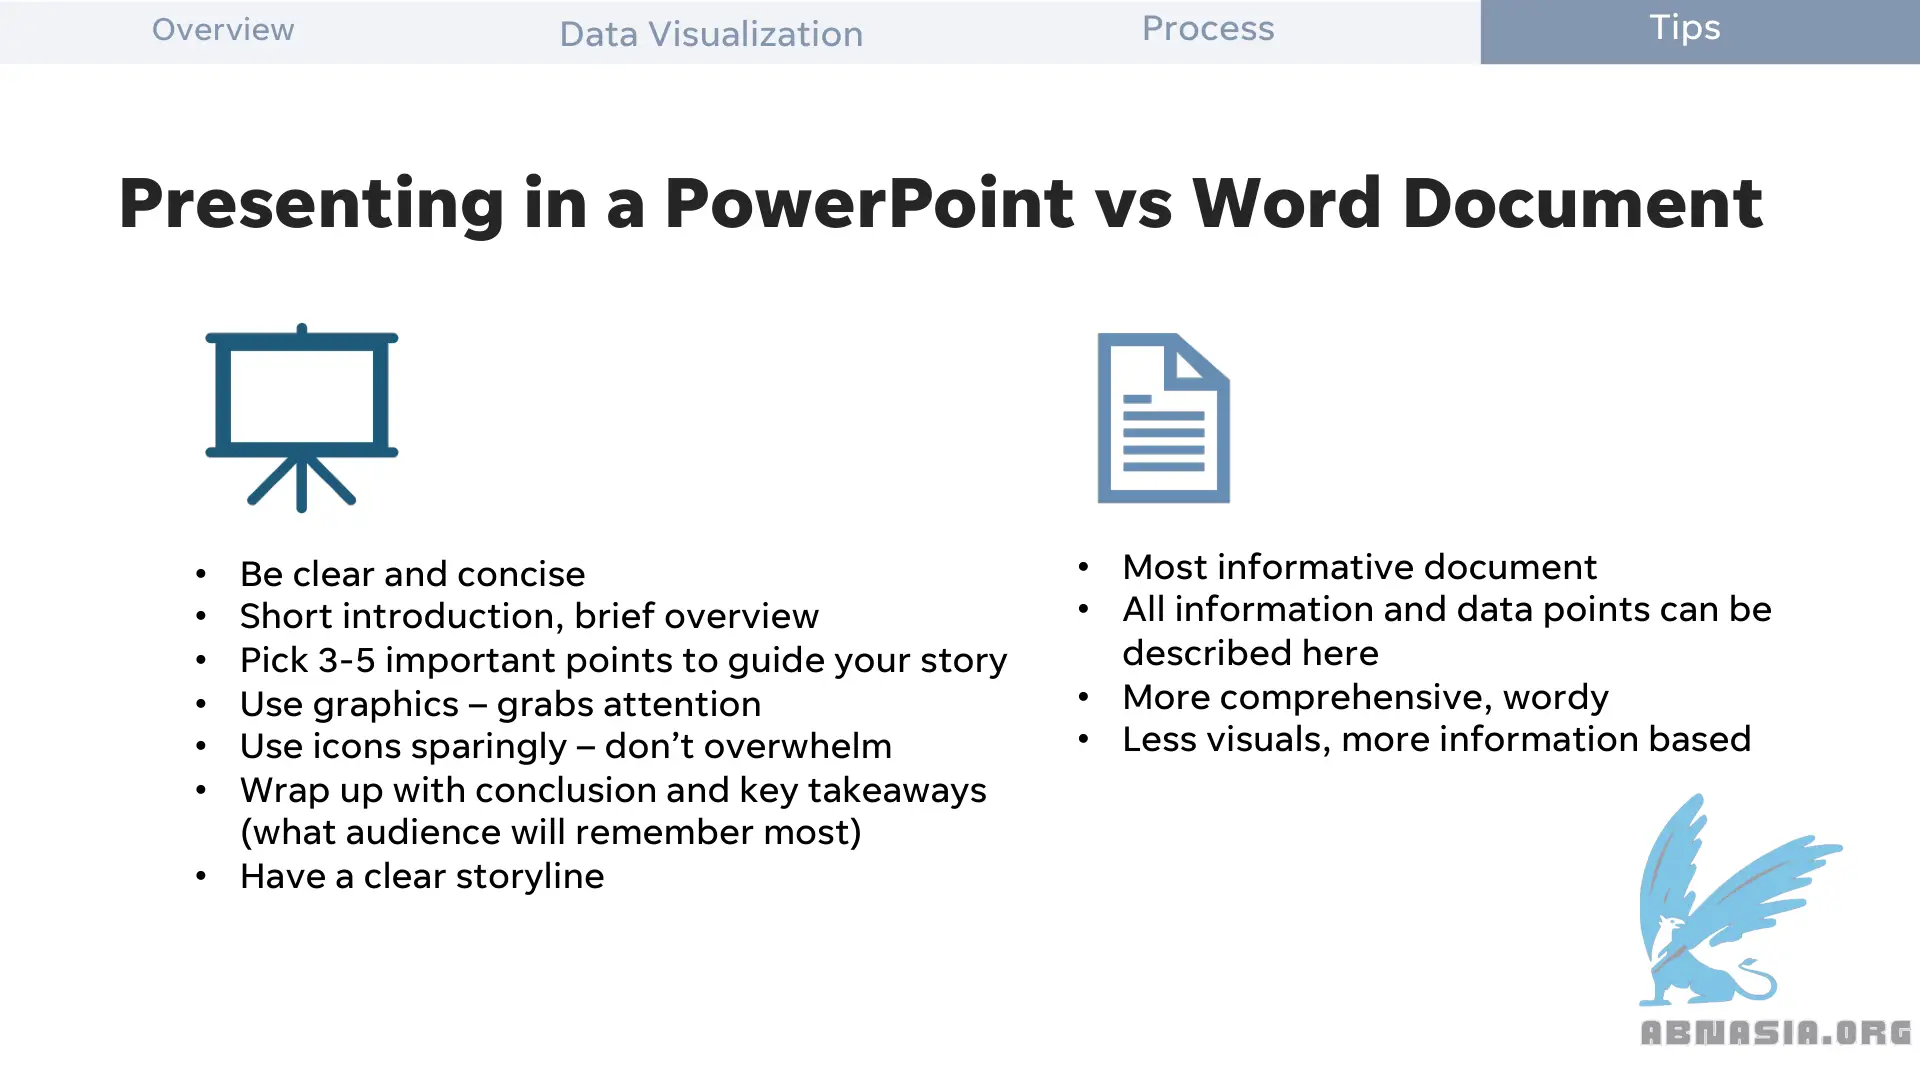 Overview
Data Visualization
Process
Tips
Presenting in a PowerPoint vs Word Document
• Be clear and concise
• Short introduction, brief overview
• Pick 3-5 important points to guide your story
• Use graphics – grabs attention
• Use icons sparingly – don’t overwhelm
• Wrap up with conclusion and key takeaways
(what audience will remember most)
• Have a clear storyline
• Most informative document
• All information and data points can be
described here
• More comprehensive, wordy
• Less visuals, more information based
ABNASIA.ORG